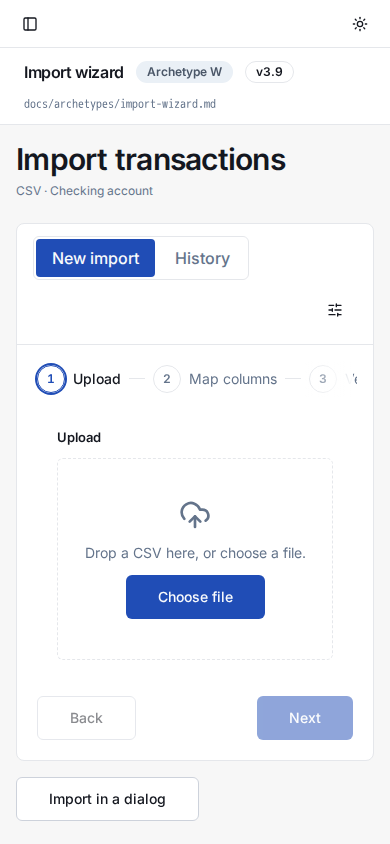 Import wizard Archetype W v3.9
docs/archetypes/import-wizard.md
Import transactions
CSV · Checking account
New import History
1 Upload 2 Map columns 3
Upload
Drop a CSV here, or choose a file.
Choose file
Back Next
Import in a dialog